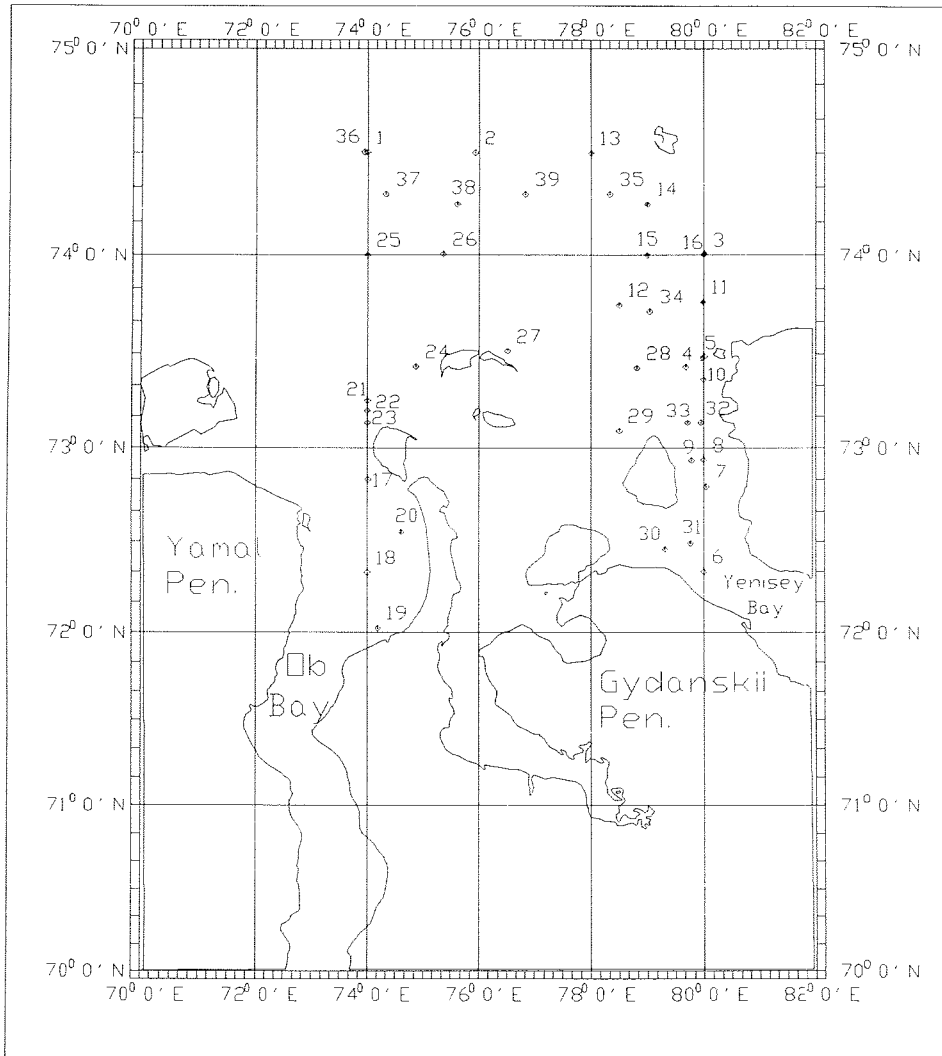 70⁰ 0' E 72⁰ 0' E 74⁰ 0' E 76⁰ 0' E 78⁰ 0' E 80⁰ 0' E 82⁰ 0' E
75⁰ 0' N 75⁰ 0' N
36 1 2 13
37 38 39 35 14
25 26 15 16 3
74⁰ 0' N 74⁰ 0' N
12 34 11
24 27 28 4 5
10
21
22
23 29 33 32
73⁰ 0' N 73⁰ 0' N
9 8
17 7
20 30 31
18 6
Yamal
Pen.
Yenisey
Bay
19
72⁰ 0' N 72⁰ 0' N
Ob
Bay
Gydanskii
Pen.
71⁰ 0' N 71⁰ 0' N
70⁰ 0' N 70⁰ 0' N
70⁰ 0' E 72⁰ 0' E 74⁰ 0' E 76⁰ 0' E 78⁰ 0' E 80⁰ 0' E 82⁰ 0' E